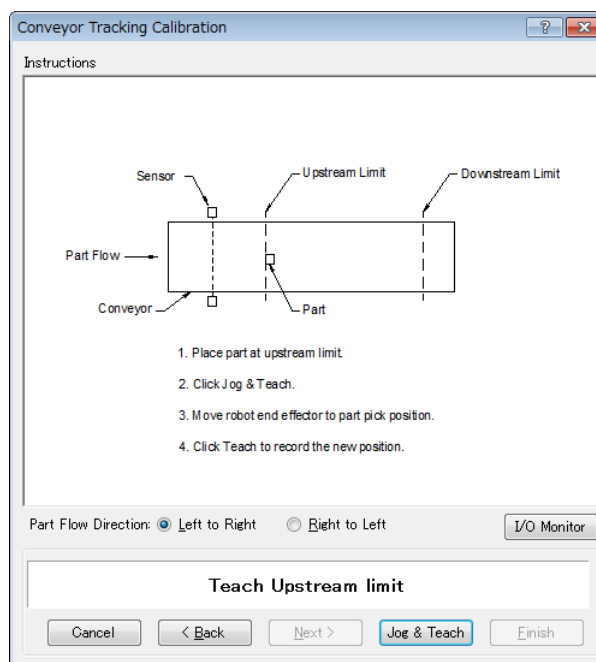 Conveyor Tracking Calibration
Instructions
Sensor
Upstream Limit
Downstream Limit
Part Flow
Conveyor
Part
1. Place part at upstream limit.
2. Click Jog & Teach.
3. Move robot end effector to part pick position.
4. Click Teach to record the new position.
Part Flow Direction: Left to Right Right to Left I/O Monitor
Teach Upstream limit
Cancel < Back Next > Jog & Teach Finish